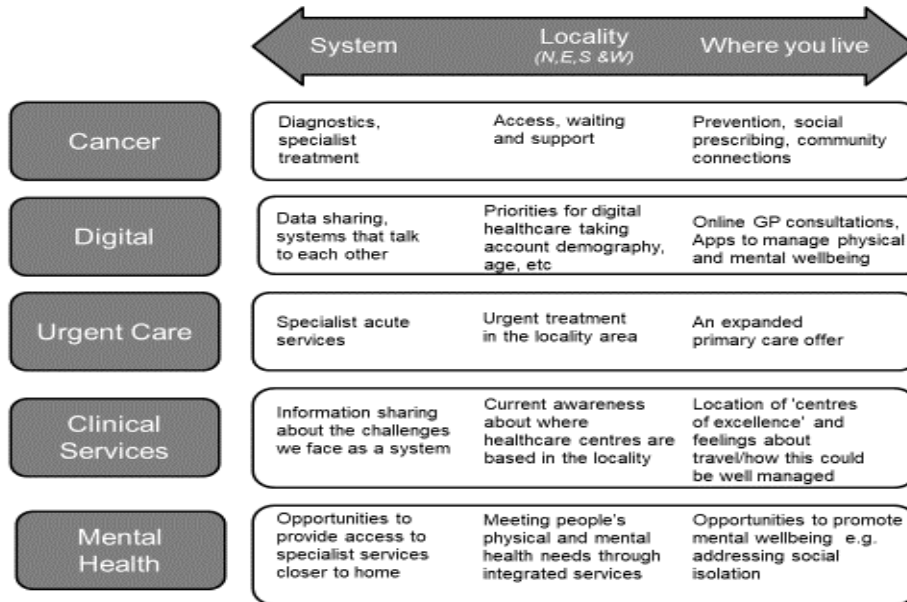 System
Locality
(N,E,S &W)
Where you live
Cancer
Diagnostics,
specialist
treatment
Access, waiting
and support
Prevention, social
prescribing, community
connections
Digital
Data sharing,
systems that talk
to each other
Priorities for digital
healthcare taking
account demography,
age, etc
Online GP consultations,
Apps to manage physical
and mental wellbeing
Urgent Care
Specialist acute
services
Urgent treatment
in the locality area
An expanded
primary care offer
Clinical
Services
Information sharing
about the challenges
we face as a system
Current awareness
about where
healthcare centres are
based in the locality
Location of 'centres
of excellence' and
feelings about
travel/how this could
be well managed
Mental
Health
Opportunities to
provide access to
specialist services
closer to home
Meeting people's
physical and mental
health needs through
integrated services
Opportunities to promote
mental wellbeing e.g.
addressing social
isolation